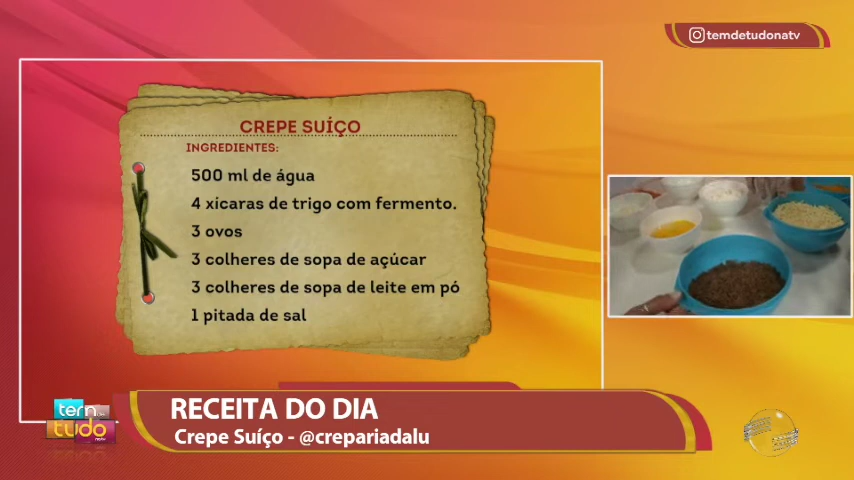 temdetudonatv
CREPE SUÍÇO
INGREDIENTES:
500 ml de água
4 xícaras de trigo com fermento.
3 ovos
3 colheres de sopa de açúcar
3 colheres de sopa de leite em pó
1 pitada de sal
tem de
tudo
RECEITA DO DIA
Crepe Suíço - @crepariadalu